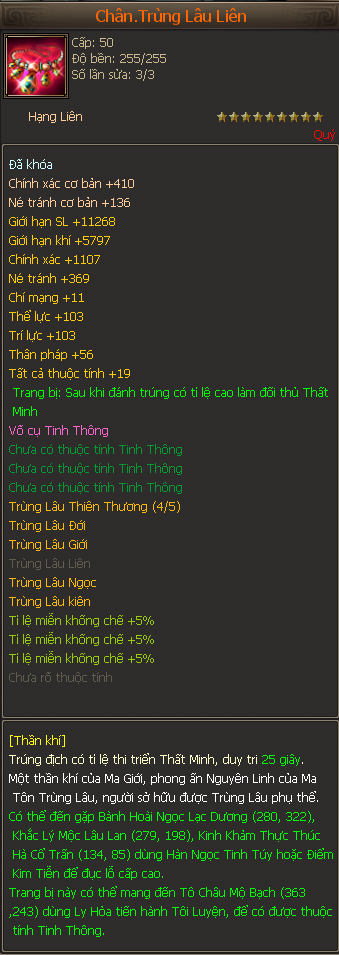 Chân.Trùng Lâu Liên
Cấp: 50
Độ bền: 255/255
Số lần sửa: 3/3
Hạng Liên
Quý
Đã khóa
Chính xác cơ bản +410
Né tránh cơ bản +136
Giới hạn SL +11268
Giới hạn khí +5797
Chính xác +1107
Né tránh +369
Chí mạng +11
Thể lực +103
Trí lực +103
Thân pháp +56
Tất cả thuộc tính +19
Trang bị: Sau khi đánh trúng có tỉ lệ cao làm đối thủ Thất
Minh
Võ cụ Tinh Thông
Chưa có thuộc tính Tinh Thông
Chưa có thuộc tính Tinh Thông
Chưa có thuộc tính Tinh Thông
Trùng Lâu Thiên Thương (4/5)
Trùng Lâu Đới
Trùng Lâu Giới
Trùng Lâu Liên
Trùng Lâu Ngọc
Trùng Lâu kiên
Tỉ lệ miễn khống chế +5%
Tỉ lệ miễn khống chế +5%
Tỉ lệ miễn khống chế +5%
Chưa rõ thuộc tính
[Thần khí]
Trúng địch có tỉ lệ thi triển Thất Minh, duy trì 25 giây.
Một thần khí của Ma Giới, phong ấn Nguyên Linh của Ma
Tôn Trùng Lâu, người sở hữu được Trùng Lâu phụ thể.
Có thể đến gặp Bành Hoài Ngọc Lạc Dương (280, 322),
Khắc Lý Mộc Lâu Lan (279, 198), Kinh Khảm Thực Thúc
Hà Cổ Trấn (134, 85) dùng Hàn Ngọc Tinh Túy hoặc Điểm
Kim Tiễn để đục lỗ cấp cao.
Trang bị này có thể mang đến Tô Châu Mộ Bạch (363
,243) dùng Ly Hỏa tiến hành Tôi Luyện, để có được thuộc
tính Tinh Thông.